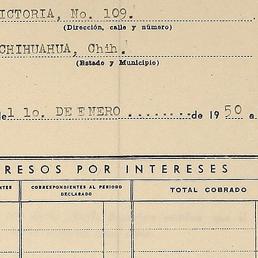 ICTORIA, No. 109.
(Dirección, calle y número)
CHIHUAHUA, Chih.
(Estado y Municipio)
el 1o. DE ENERO........de 1950 a
RESOS POR INTERESES
NTES
CORRESPONDIENTES AL PERIODO
DECLARADO
TOTAL COBRADO